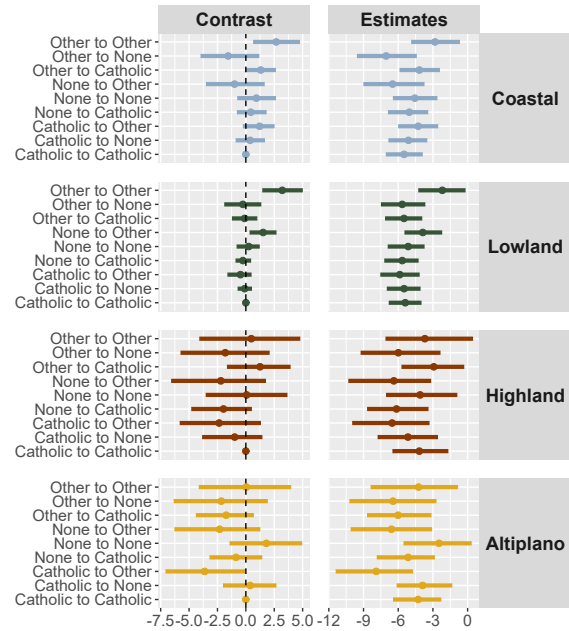 Contrast Estimates
Other to Other
Other to None
Other to Catholic
None to Other
None to None
None to Catholic
Catholic to Other
Catholic to None
Catholic to Catholic
Coastal
Other to Other
Other to None
Other to Catholic
None to Other
None to None
None to Catholic
Catholic to Other
Catholic to None
Catholic to Catholic
Lowland
Other to Other
Other to None
Other to Catholic
None to Other
None to None
None to Catholic
Catholic to Other
Catholic to None
Catholic to Catholic
Highland
Other to Other
Other to None
Other to Catholic
None to Other
None to None
None to Catholic
Catholic to Other
Catholic to None
Catholic to Catholic
Altiplano
-7.5 -5.0 -2.5 0.0 2.5 5.0 -12 -9 -6 -3 0